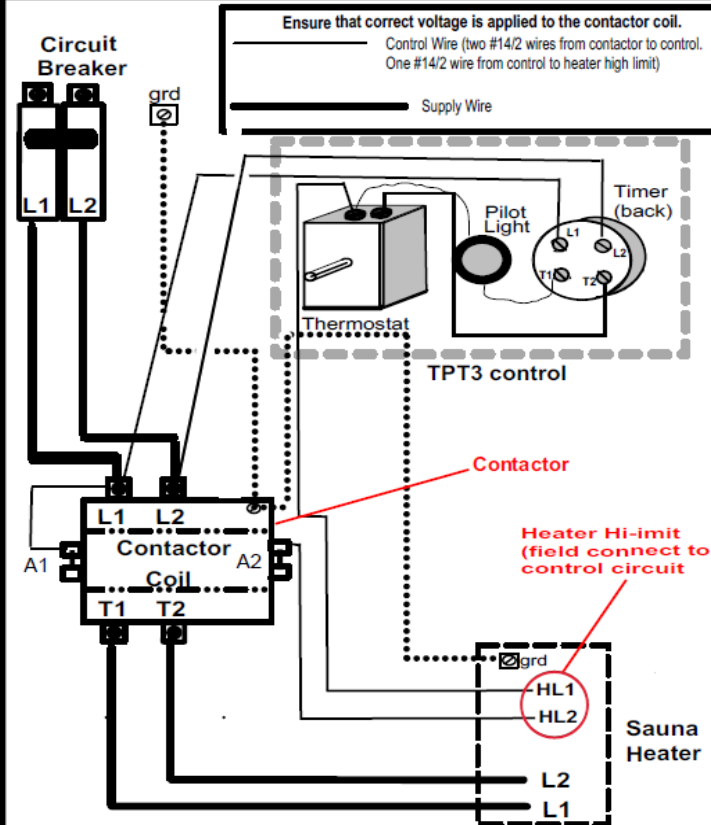 Ensure that correct voltage is applied to the contactor coil.
Control Wire (two #14/2 wires from contactor to control.
One #14/2 wire from control to heater high limit)
Supply Wire
Circuit
Breaker
grd
L1 L2
Timer
(back)
Pilot
Light
L1
L2
T1
T2
Thermostat
TPT3 control
Contactor
L1 L2
Contactor
Coil
A1
A2
T1 T2
Heater Hi-imit
(field connect to
control circuit
grd
HL1
HL2
Sauna
Heater
L2
L1